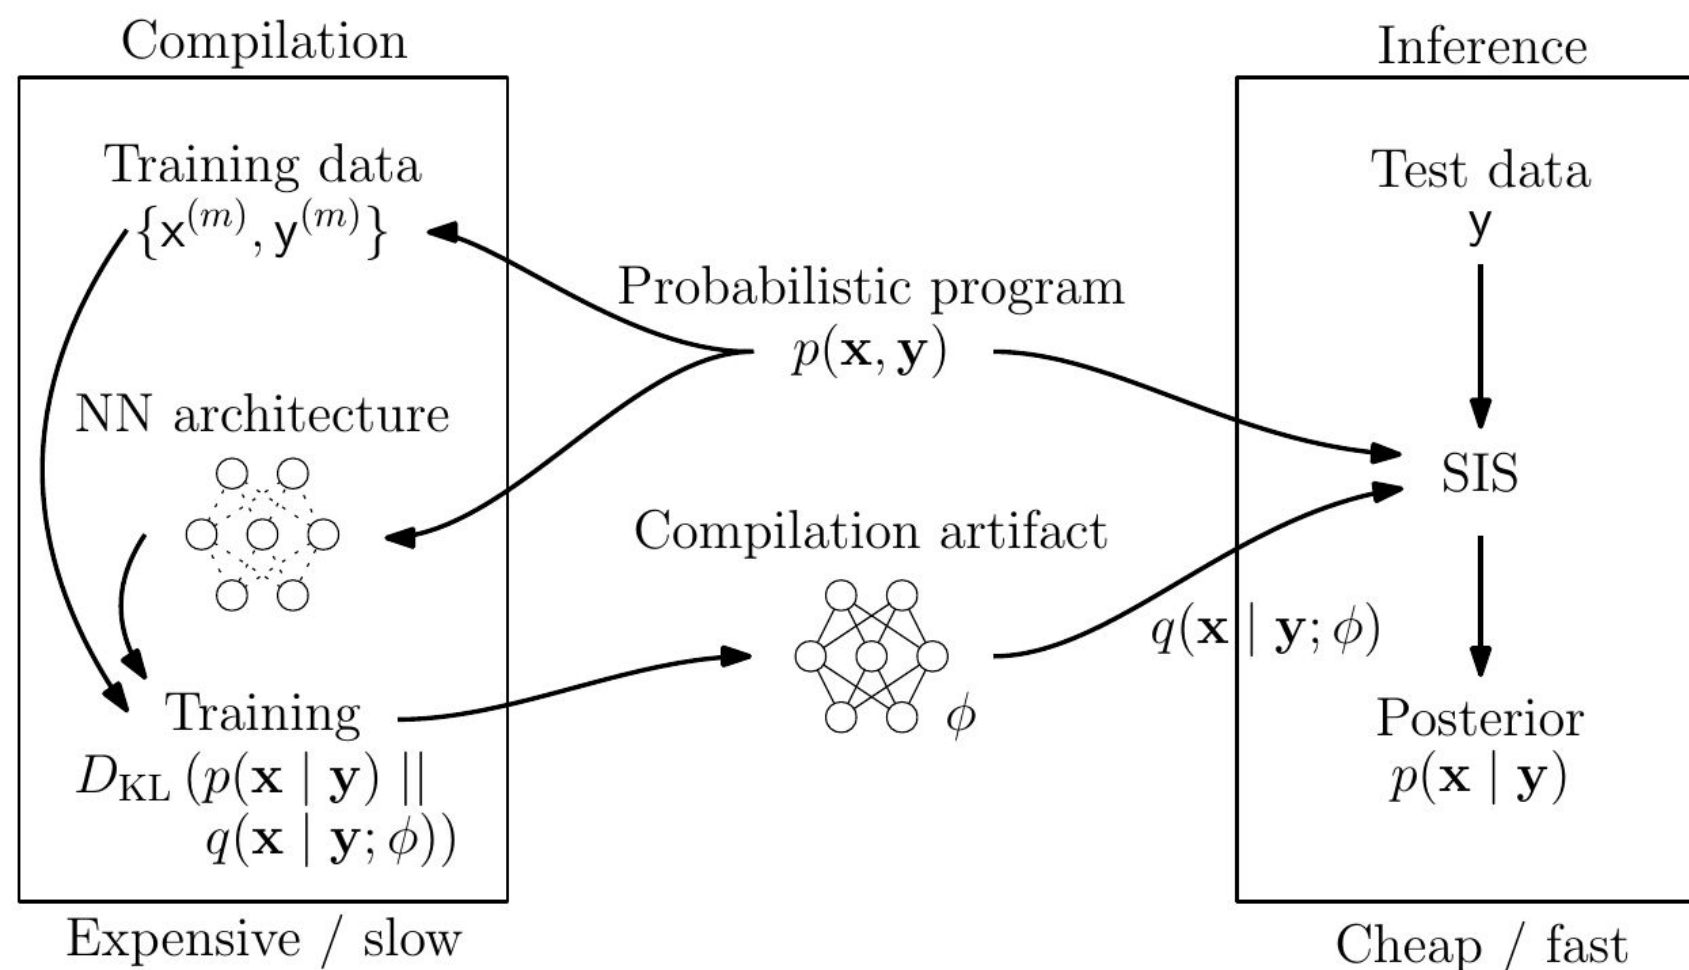 Compilation
Training data
{x^(m), y^(m)}
NN architecture
Training
D_KL (p(𝐱 | 𝐲) ||
q(𝐱 | 𝐲; ϕ))
Expensive / slow
Probabilistic program
p(𝐱, 𝐲)
Compilation artifact
ϕ
q(𝐱 | 𝐲; ϕ)
Inference
Test data
y
SIS
Posterior
p(𝐱 | 𝐲)
Cheap / fast